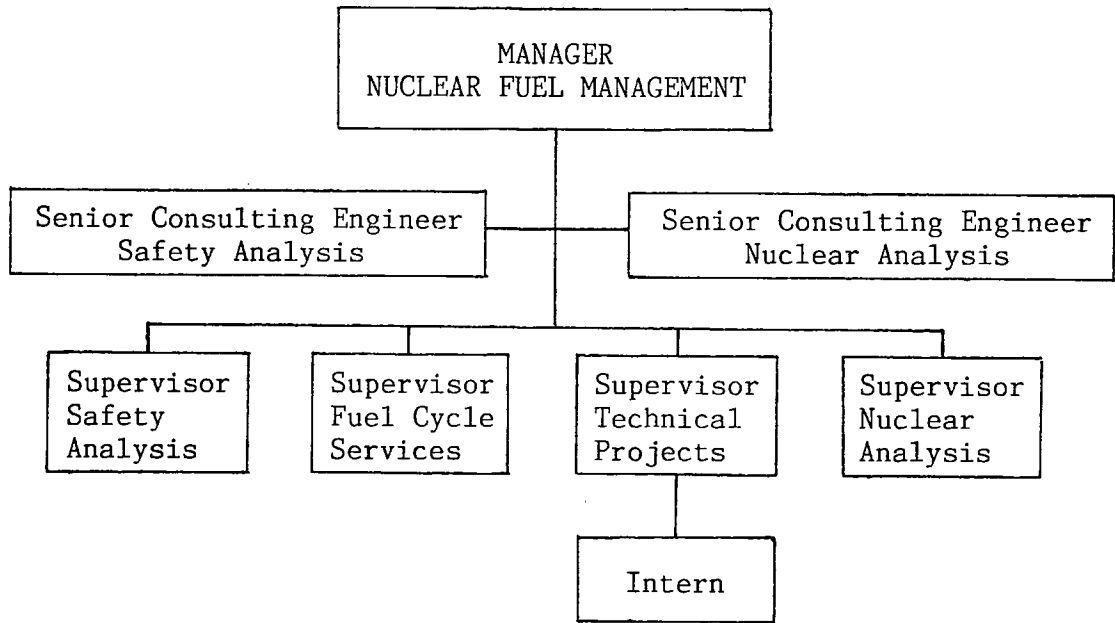 MANAGER
NUCLEAR FUEL MANAGEMENT
Senior Consulting Engineer
Safety Analysis
Senior Consulting Engineer
Nuclear Analysis
Supervisor
Safety
Analysis
Supervisor
Fuel Cycle
Services
Supervisor
Technical
Projects
Supervisor
Nuclear
Analysis
Intern